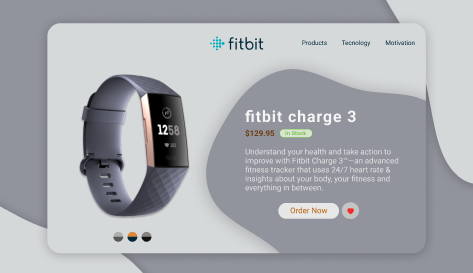 fitbit
Products Tecnology Motivation
fitbit charge 3
$129.95 In Stock
Understand your health and take action to
improve with Fitbit Charge 3™—an advanced
fitness tracker that uses 24/7 heart rate &
insights about your body, your fitness and
everything in between.
Order Now
12:58